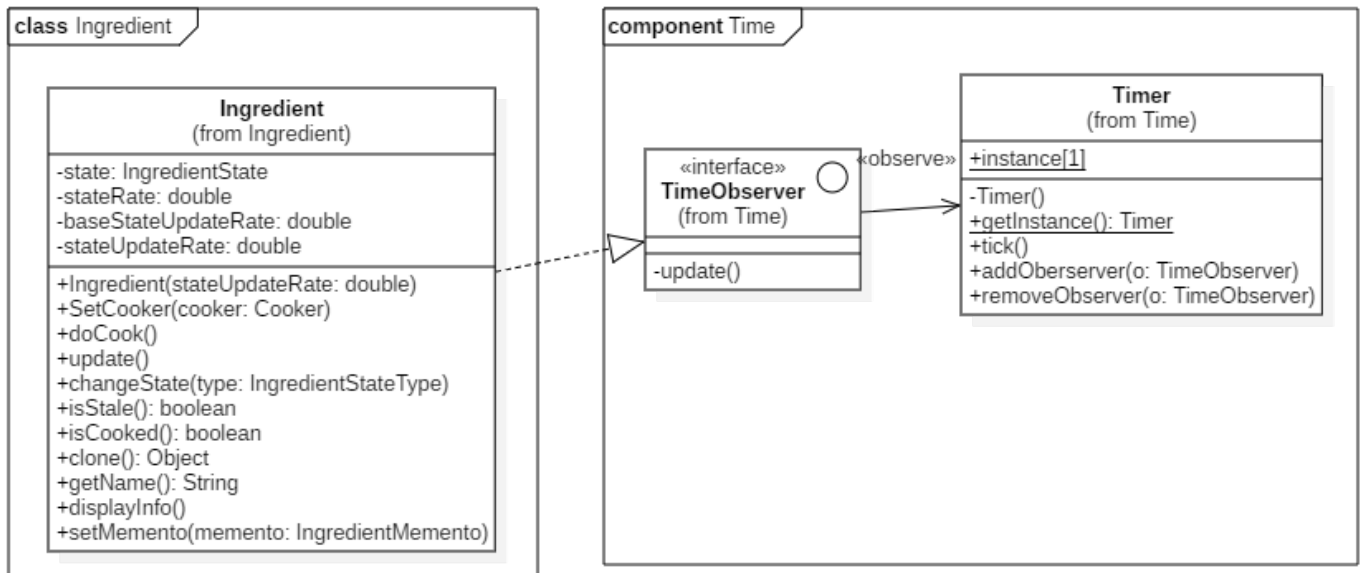 class Ingredient
Ingredient
(from Ingredient)
-state: IngredientState
-stateRate: double
-baseStateUpdateRate: double
-stateUpdateRate: double
+Ingredient(stateUpdateRate: double)
+SetCooker(cooker: Cooker)
+doCook()
+update()
+changeState(type: IngredientStateType)
+isStale(): boolean
+isCooked(): boolean
+clone(): Object
+getName(): String
+displayInfo()
+setMemento(memento: IngredientMemento)
component Time
«interface»
TimeObserver
(from Time)
-update()
«observe»
Timer
(from Time)
+instance[1]
-Timer()
+getInstance(): Timer
+tick()
+addOberserver(o: TimeObserver)
+removeObserver(o: TimeObserver)